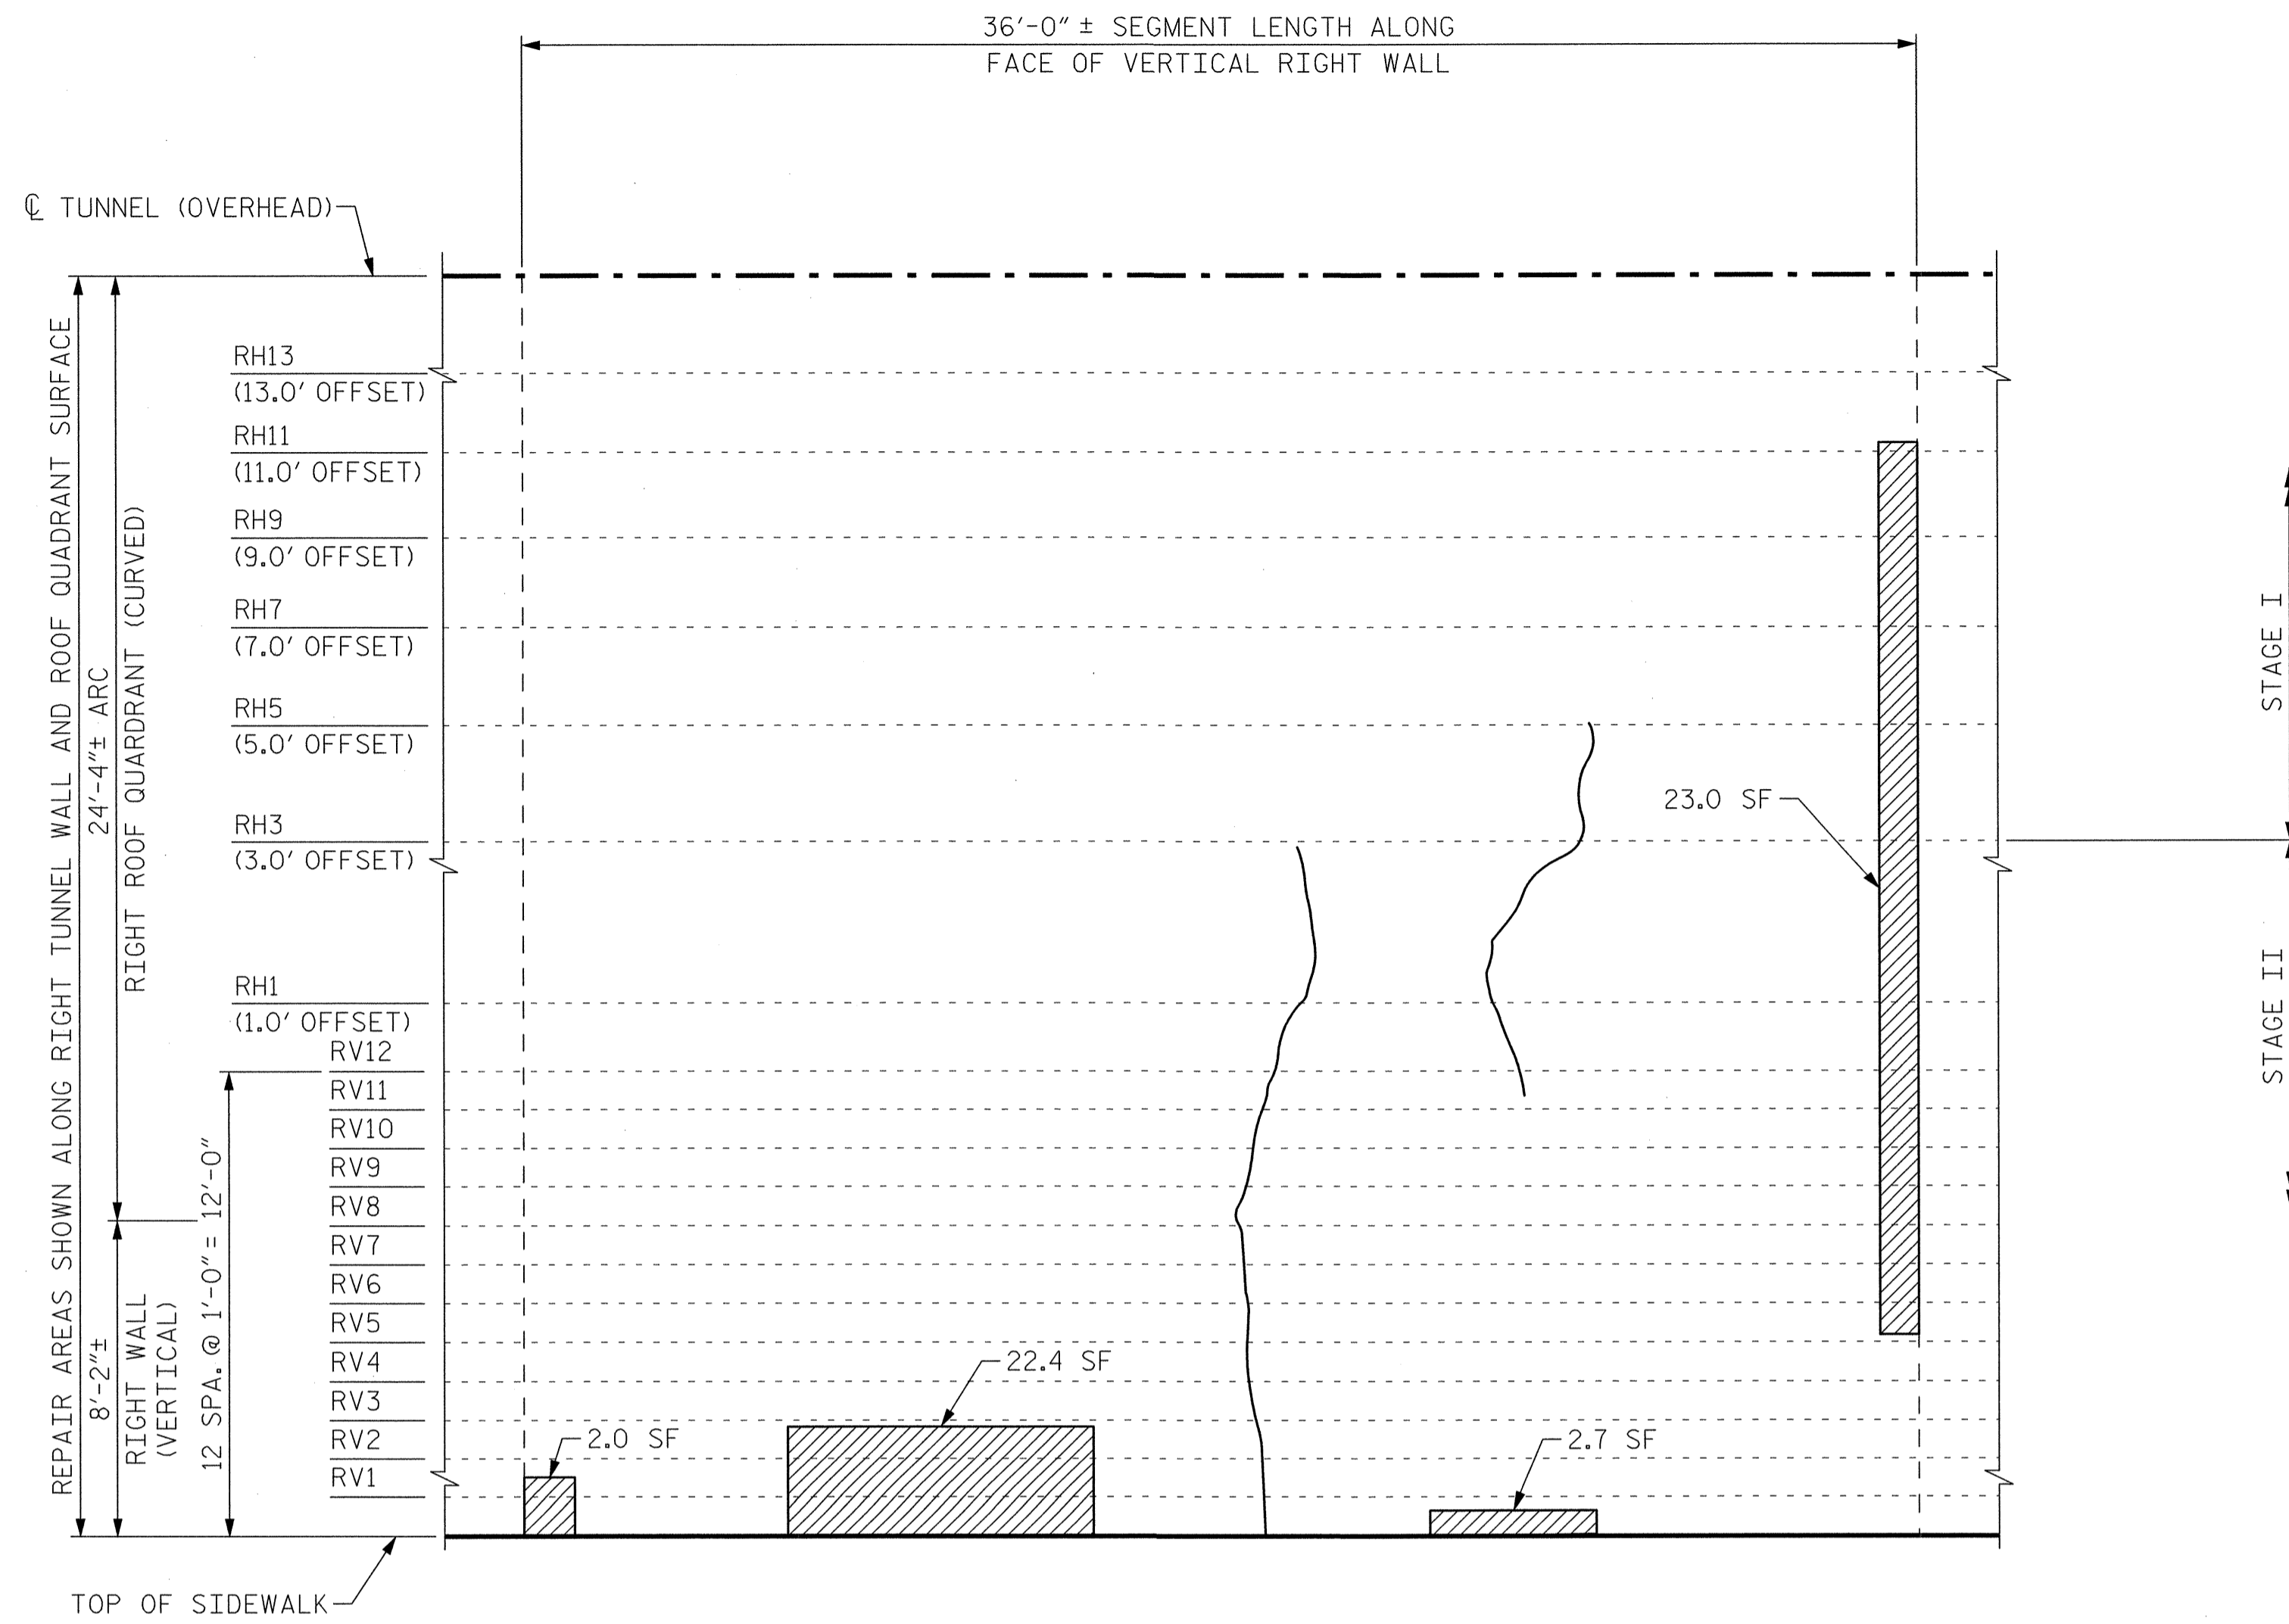 36'-0" ± SEGMENT LENGTH ALONG
FACE OF VERTICAL RIGHT WALL
℄ TUNNEL (OVERHEAD)
REPAIR AREAS SHOWN ALONG RIGHT TUNNEL WALL AND ROOF QUADRANT SURFACE
24'-4"± ARC
RIGHT ROOF QUARDRANT (CURVED)
8'-2"±
RIGHT WALL
(VERTICAL)
12 SPA. @ 1'-0" = 12'-0"
RH13
(13.0' OFFSET)
RH11
(11.0' OFFSET)
RH9
(9.0' OFFSET)
RH7
(7.0' OFFSET)
RH5
(5.0' OFFSET)
RH3
(3.0' OFFSET)
RH1
(1.0' OFFSET)
RV12
RV11
RV10
RV9
RV8
RV7
RV6
RV5
RV4
RV3
RV2
RV1
23.0 SF
22.4 SF
2.0 SF
2.7 SF
STAGE I
STAGE II
TOP OF SIDEWALK